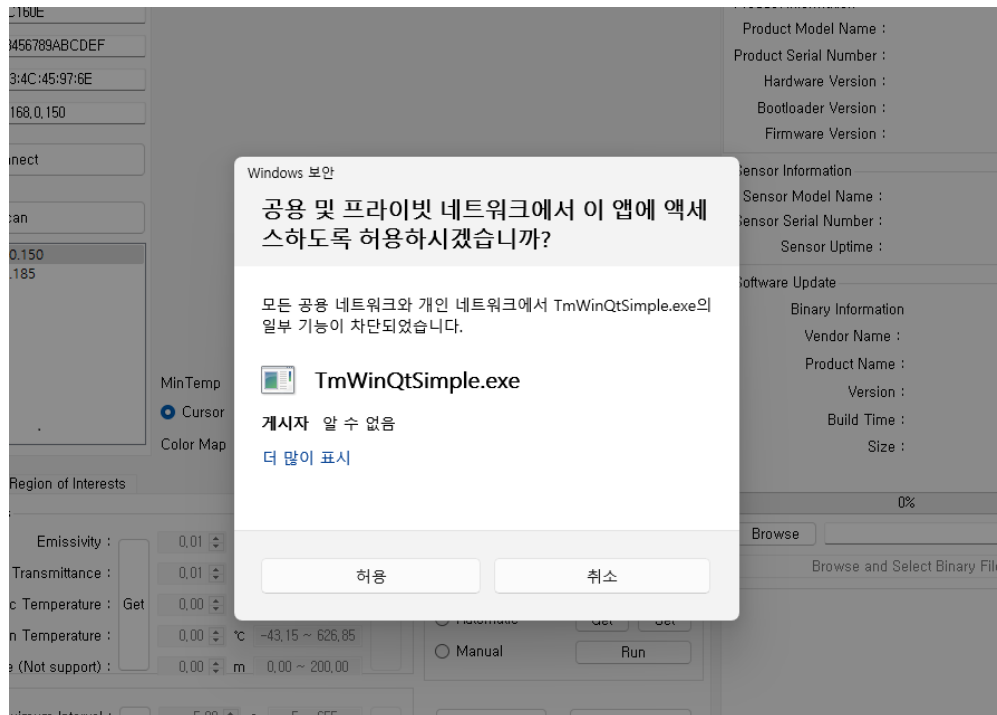 C160E
3456789ABCDEF
3:4C:45:97:6E
168,0,150
nnect
can
0.150
.185
MinTemp
Cursor
Color Map
Region of Interests
Emissivity :
0,01
Transmittance :
0,01
c Temperature :
Get
0,00
n Temperature :
0,00
℃
-43,15 ~ 626,85
e (Not support) :
0,00
m
0,00 ~ 200,00
Windows 보안
공용 및 프라이빗 네트워크에서 이 앱에 액세
스하도록 허용하시겠습니까?
모든 공용 네트워크와 개인 네트워크에서 TmWinQtSimple.exe의
일부 기능이 차단되었습니다.
TmWinQtSimple.exe
게시자 알 수 없음
더 많이 표시
허용
취소
Automatic
Get
Set
Manual
Run
Product Information
Product Model Name :
Product Serial Number :
Hardware Version :
Bootloader Version :
Firmware Version :
Sensor Information
Sensor Model Name :
Sensor Serial Number :
Sensor Uptime :
Software Update
Binary Information
Vendor Name :
Product Name :
Version :
Build Time :
Size :
0%
Browse
Browse and Select Binary Fil